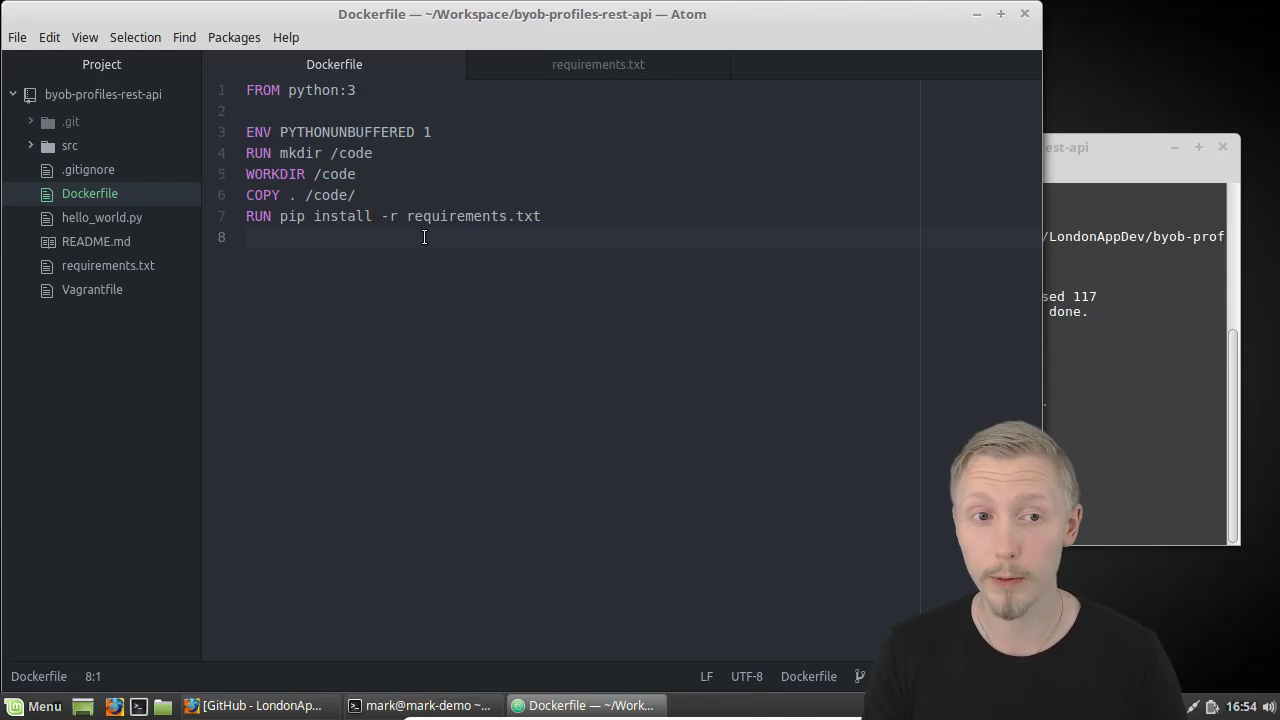 Dockerfile — ~/Workspace/byob-profiles-rest-api — Atom
File Edit View Selection Find Packages Help
Project
Dockerfile
requirements.txt
byob-profiles-rest-api
.git
src
.gitignore
Dockerfile
hello_world.py
README.md
requirements.txt
Vagrantfile
1 FROM python:3
2
3 ENV PYTHONUNBUFFERED 1
4 RUN mkdir /code
5 WORKDIR /code
6 COPY . /code/
7 RUN pip install -r requirements.txt
8
est-api
/LondonAppDev/byob-prof
sed 117
done.
.
Dockerfile 8:1
LF UTF-8 Dockerfile
Menu
[GitHub - LondonAp...
mark@mark-demo ~...
Dockerfile — ~/Work...
16:54